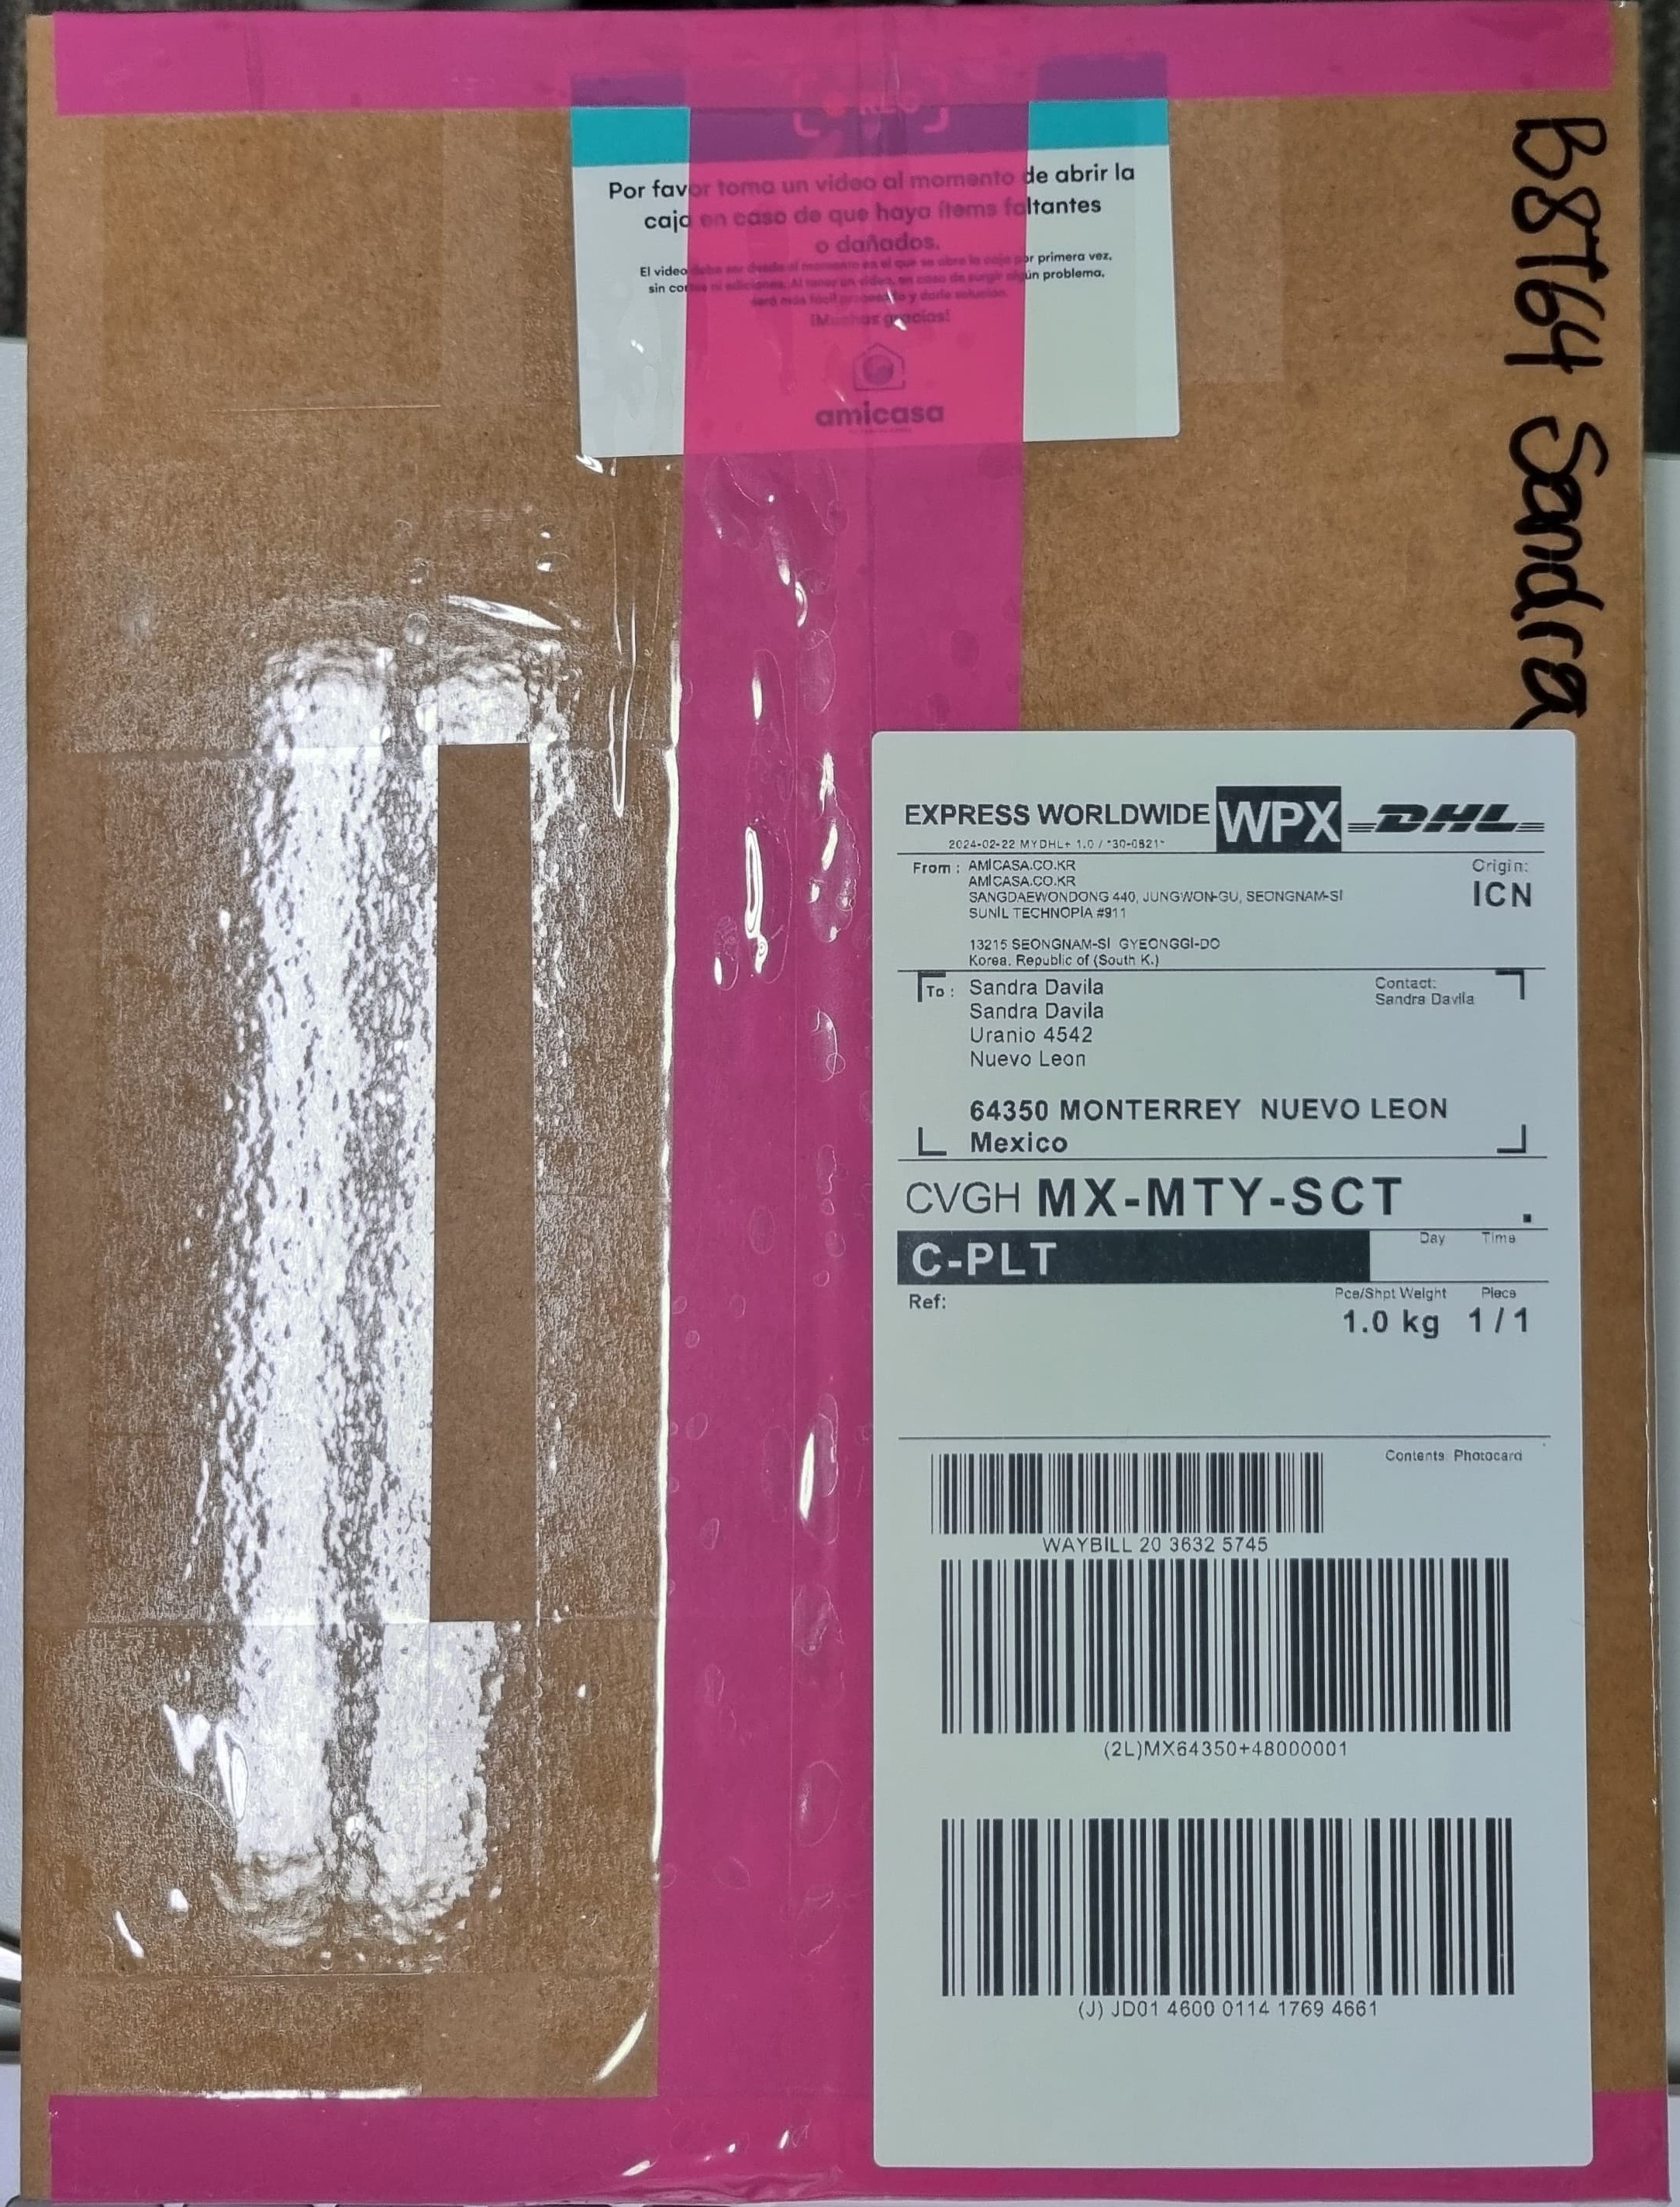 REC
Por favor toma un video al momento de abrir la
caja en caso de que haya ítems faltantes
o dañados.
El video debe ser desde el momento en el que se abre la caja por primera vez,
sin cortes ni ediciones. Al tener un video, en caso de surgir algún problema,
será más fácil procesarlo y darle solución.
¡Muchas gracias!
amicasa
B8T64 Sandra
EXPRESS WORLDWIDE WPX DHL
2024-02-22 MYDHL+ 1.0 / *30-0821*
From : AMICASA.CO.KR
AMICASA.CO.KR
SANGDAEWONDONG 440, JUNGWON-GU, SEONGNAM-SI
SUNIL TECHNOPIA #911
13215 SEONGNAM-SI GYEONGGI-DO
Korea, Republic of (South K.)
Origin:
ICN
To : Sandra Davila
Sandra Davila
Uranio 4542
Nuevo Leon
64350 MONTERREY NUEVO LEON
Mexico
Contact:
Sandra Davila
CVGH MX-MTY-SCT
C-PLT
Day Time
Ref:
Pce/Shpt Weight Piece
1.0 kg 1/1
Contents: Photocard
WAYBILL 20 3632 5745
(2L)MX64350+48000001
(J) JD01 4600 0114 1769 4661